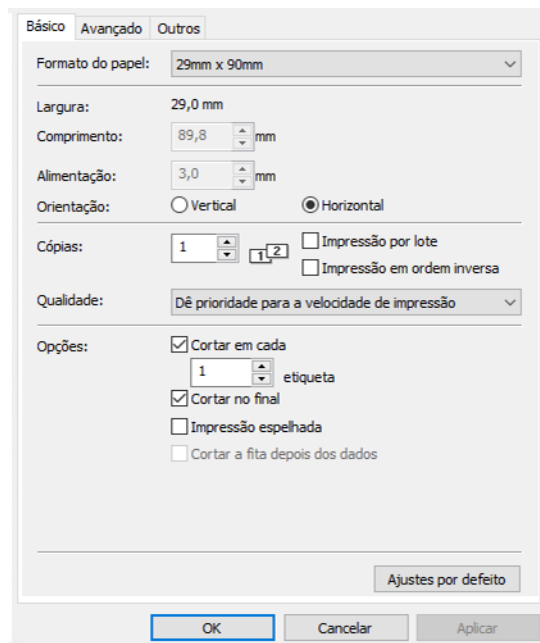 Básico Avançado Outros
Formato do papel: 29mm x 90mm
Largura: 29,0 mm
Comprimento: 89,8 mm
Alimentação: 3,0 mm
Orientação: Vertical Horizontal
Cópias: 1 1 2 Impressão por lote
Impressão em ordem inversa
Qualidade: Dê prioridade para a velocidade de impressão
Opções: Cortar em cada
1 etiqueta
Cortar no final
Impressão espelhada
Cortar a fita depois dos dados
Ajustes por defeito
OK Cancelar Aplicar